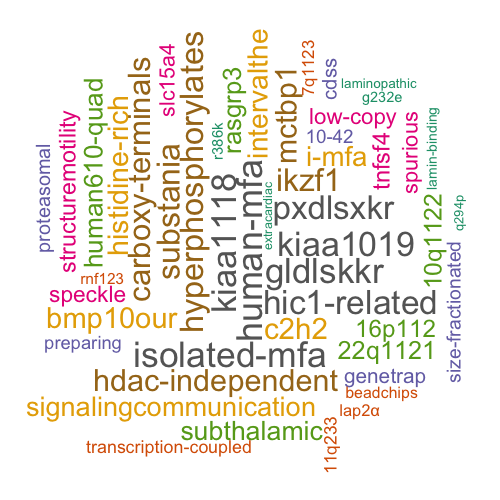 laminopathic
g232e
7q1123
cdss
intervalthe
rasgrp3
slc15a4
r386k
hyperphosphorylates
mctbp1
low-copy
10-42
i-mfa
tnfsf4
spurious
lamin-binding
q294p
proteasomal
structuremotility
human610-quad
histidine-rich
carboxy-terminals
substania
ikzf1
pxdlsxkr
kiaa1118
human-mfa
extracardiac
kiaa1019
gldlskkr
10q1122
size-fractionated
rnf123
speckle
hic1-related
bmp10our
c2h2
16p112
preparing
isolated-mfa
22q1121
hdac-independent
genetrap
beadchips
signalingcommunication
lap2α
subthalamic
11q233
transcription-coupled